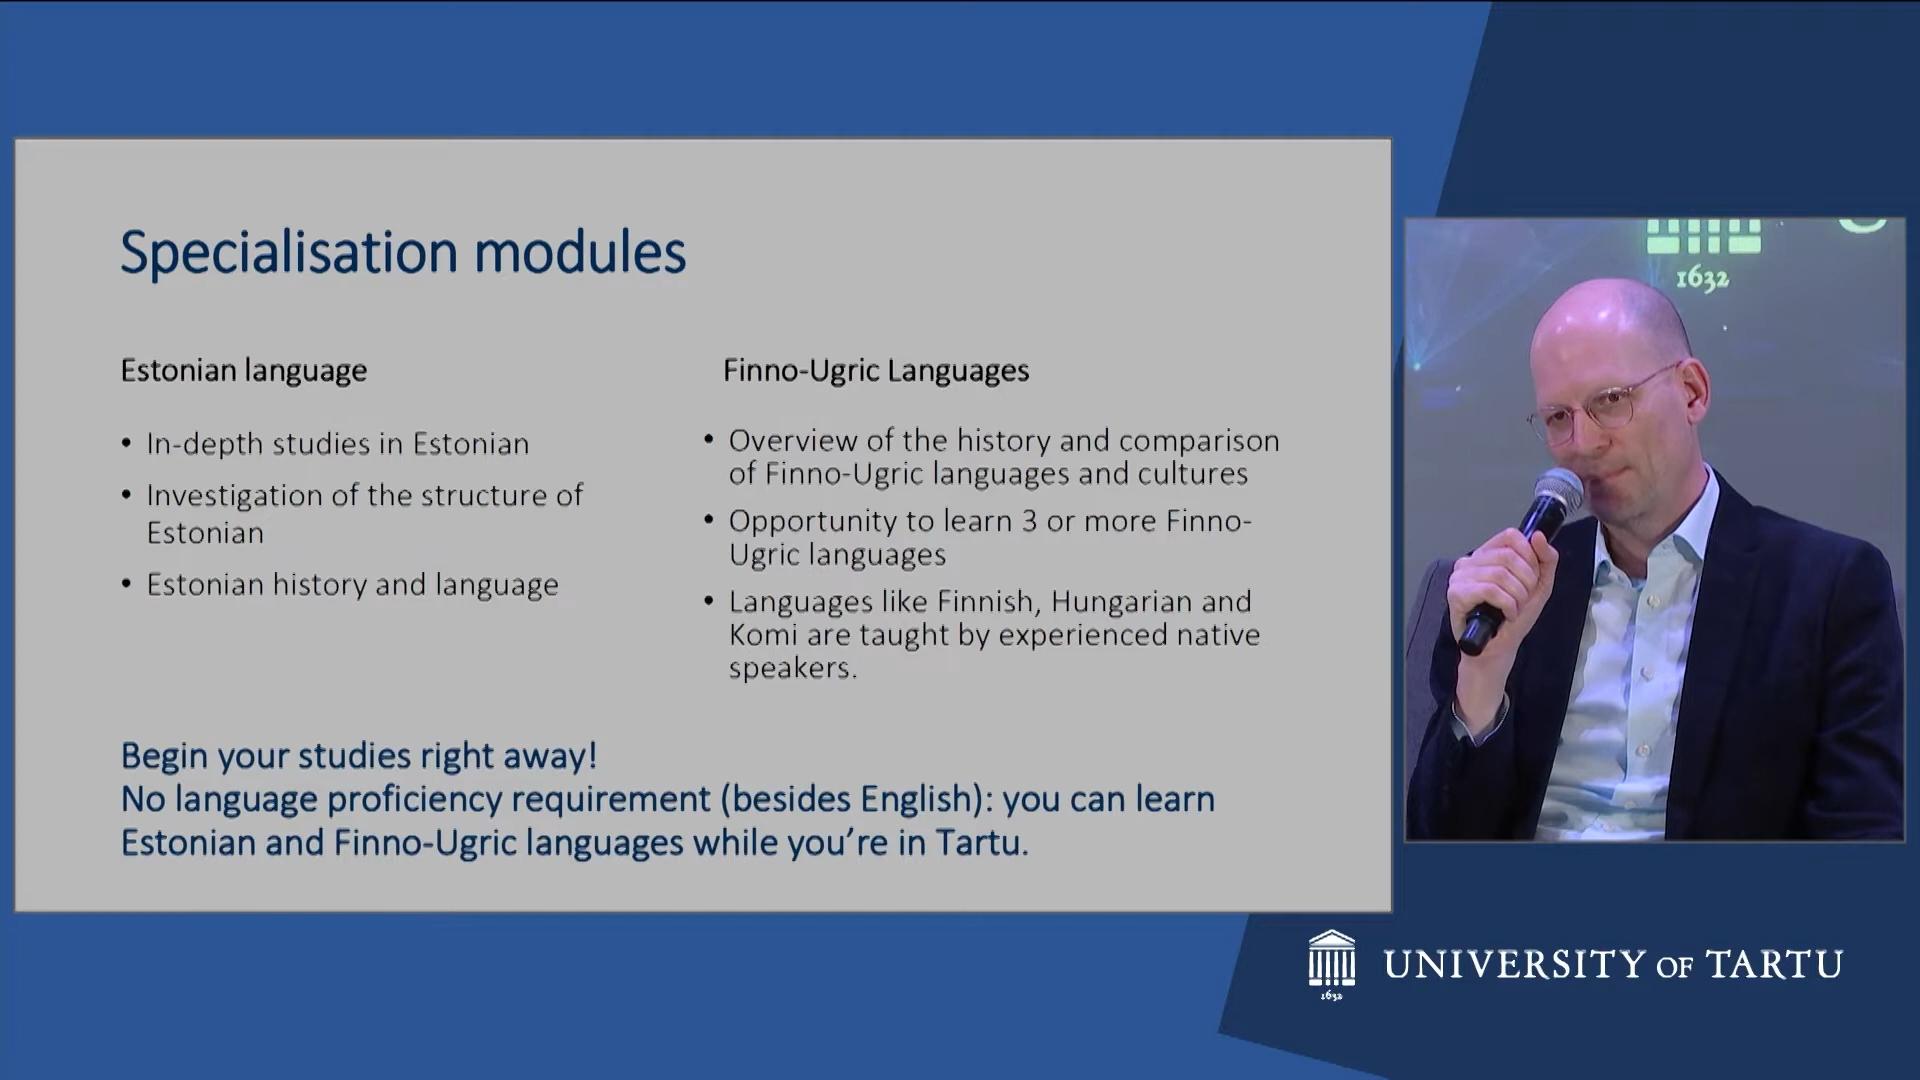 Specialisation modules
Estonian language
• In-depth studies in Estonian
• Investigation of the structure of
Estonian
• Estonian history and language
Finno-Ugric Languages
• Overview of the history and comparison
of Finno-Ugric languages and cultures
• Opportunity to learn 3 or more Finno-
Ugric languages
• Languages like Finnish, Hungarian and
Komi are taught by experienced native
speakers.
Begin your studies right away!
No language proficiency requirement (besides English): you can learn
Estonian and Finno-Ugric languages while you’re in Tartu.
1632
UNIVERSITY OF TARTU
1632